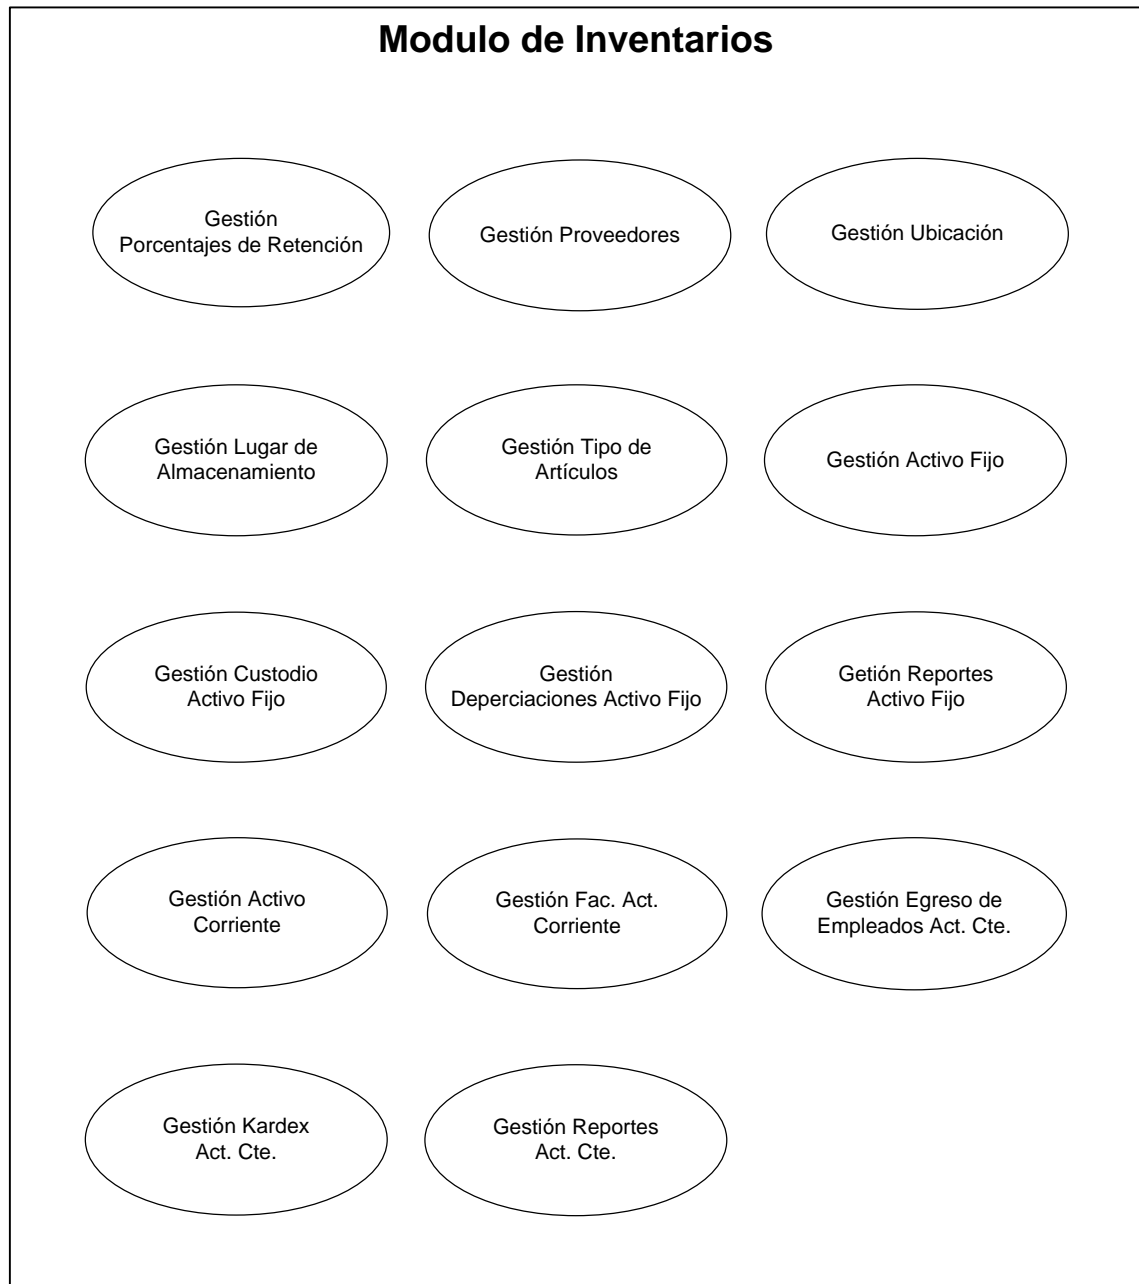 Modulo de Inventarios
Gestión
Porcentajes de Retención
Gestión Proveedores
Gestión Ubicación
Gestión Lugar de
Almacenamiento
Gestión Tipo de
Artículos
Gestión Activo Fijo
Gestión Custodio
Activo Fijo
Gestión
Deperciaciones Activo Fijo
Getión Reportes
Activo Fijo
Gestión Activo
Corriente
Gestión Fac. Act.
Corriente
Gestión Egreso de
Empleados Act. Cte.
Gestión Kardex
Act. Cte.
Gestión Reportes
Act. Cte.